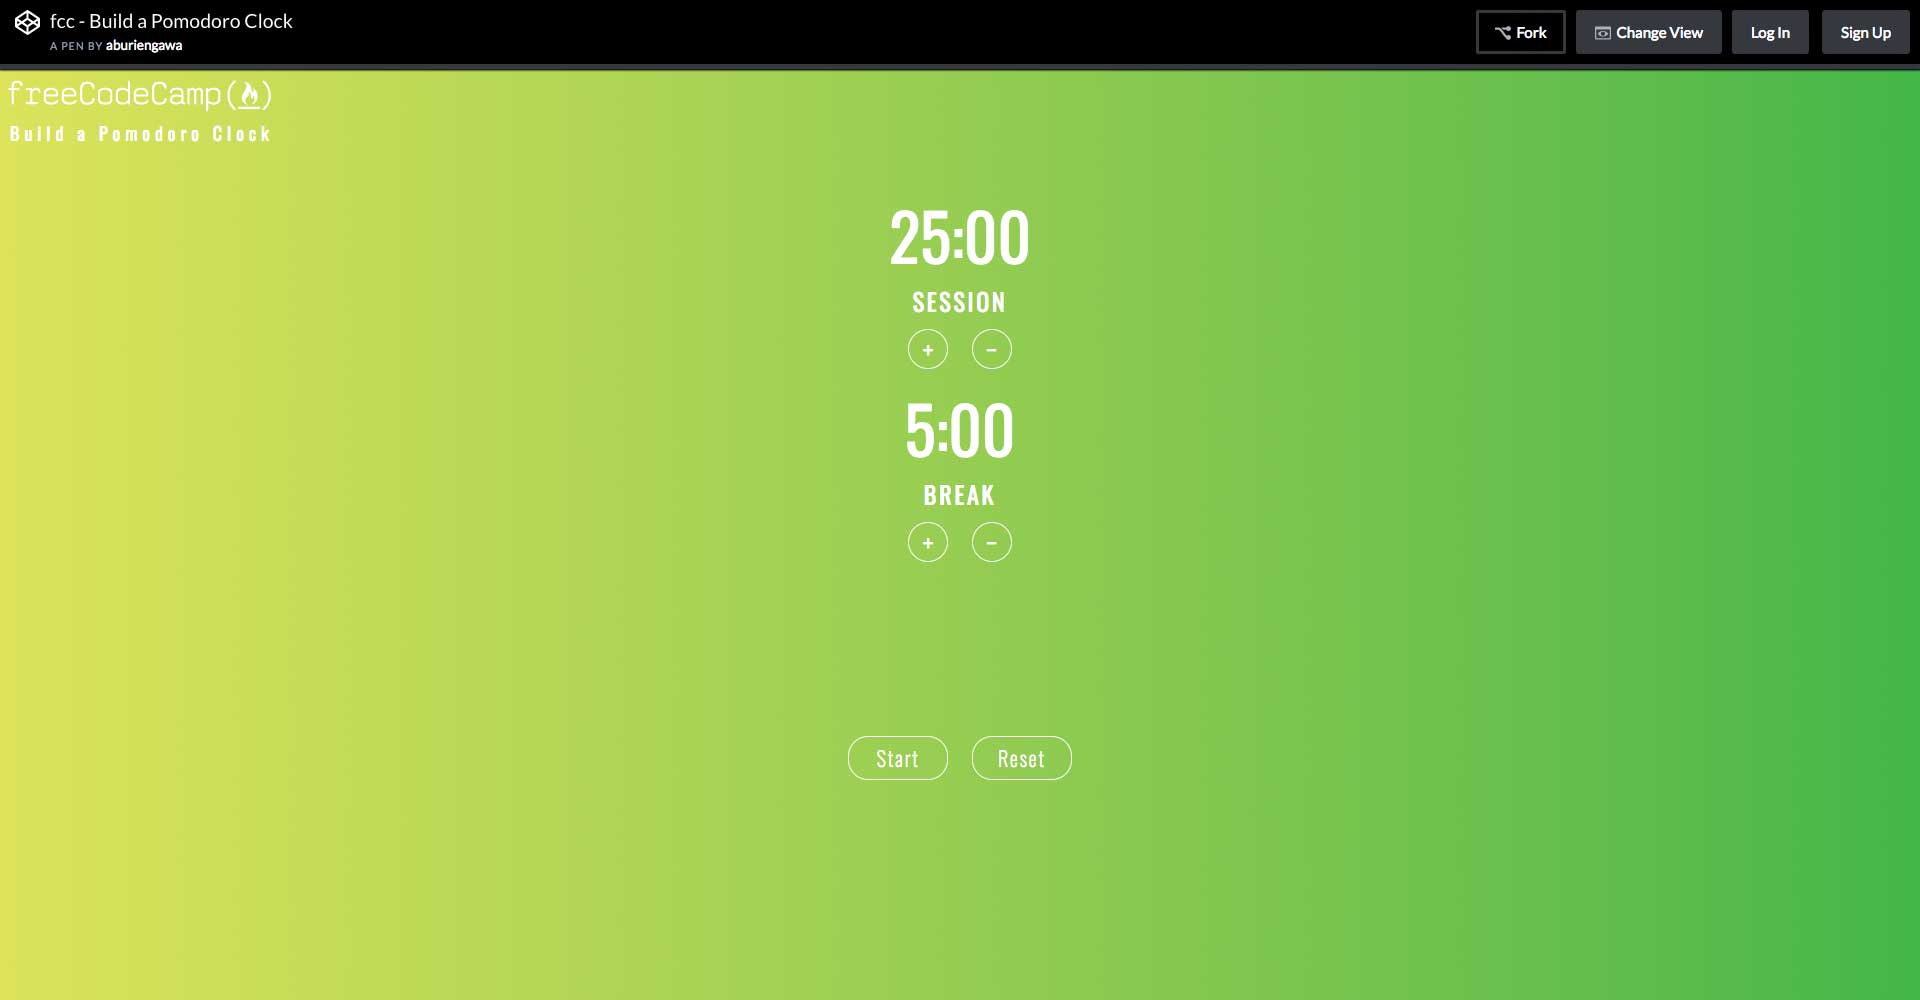 fcc - Build a Pomodoro Clock
A PEN BY aburiengawa
Fork
Change View
Log In
Sign Up
freeCodeCamp(🔥)
Build a Pomodoro Clock
25:00
SESSION
+ −
5:00
BREAK
+ −
Start
Reset